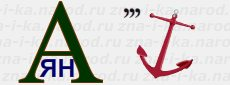 А ’’’
ЯН
zna-i-ka.narod.ru